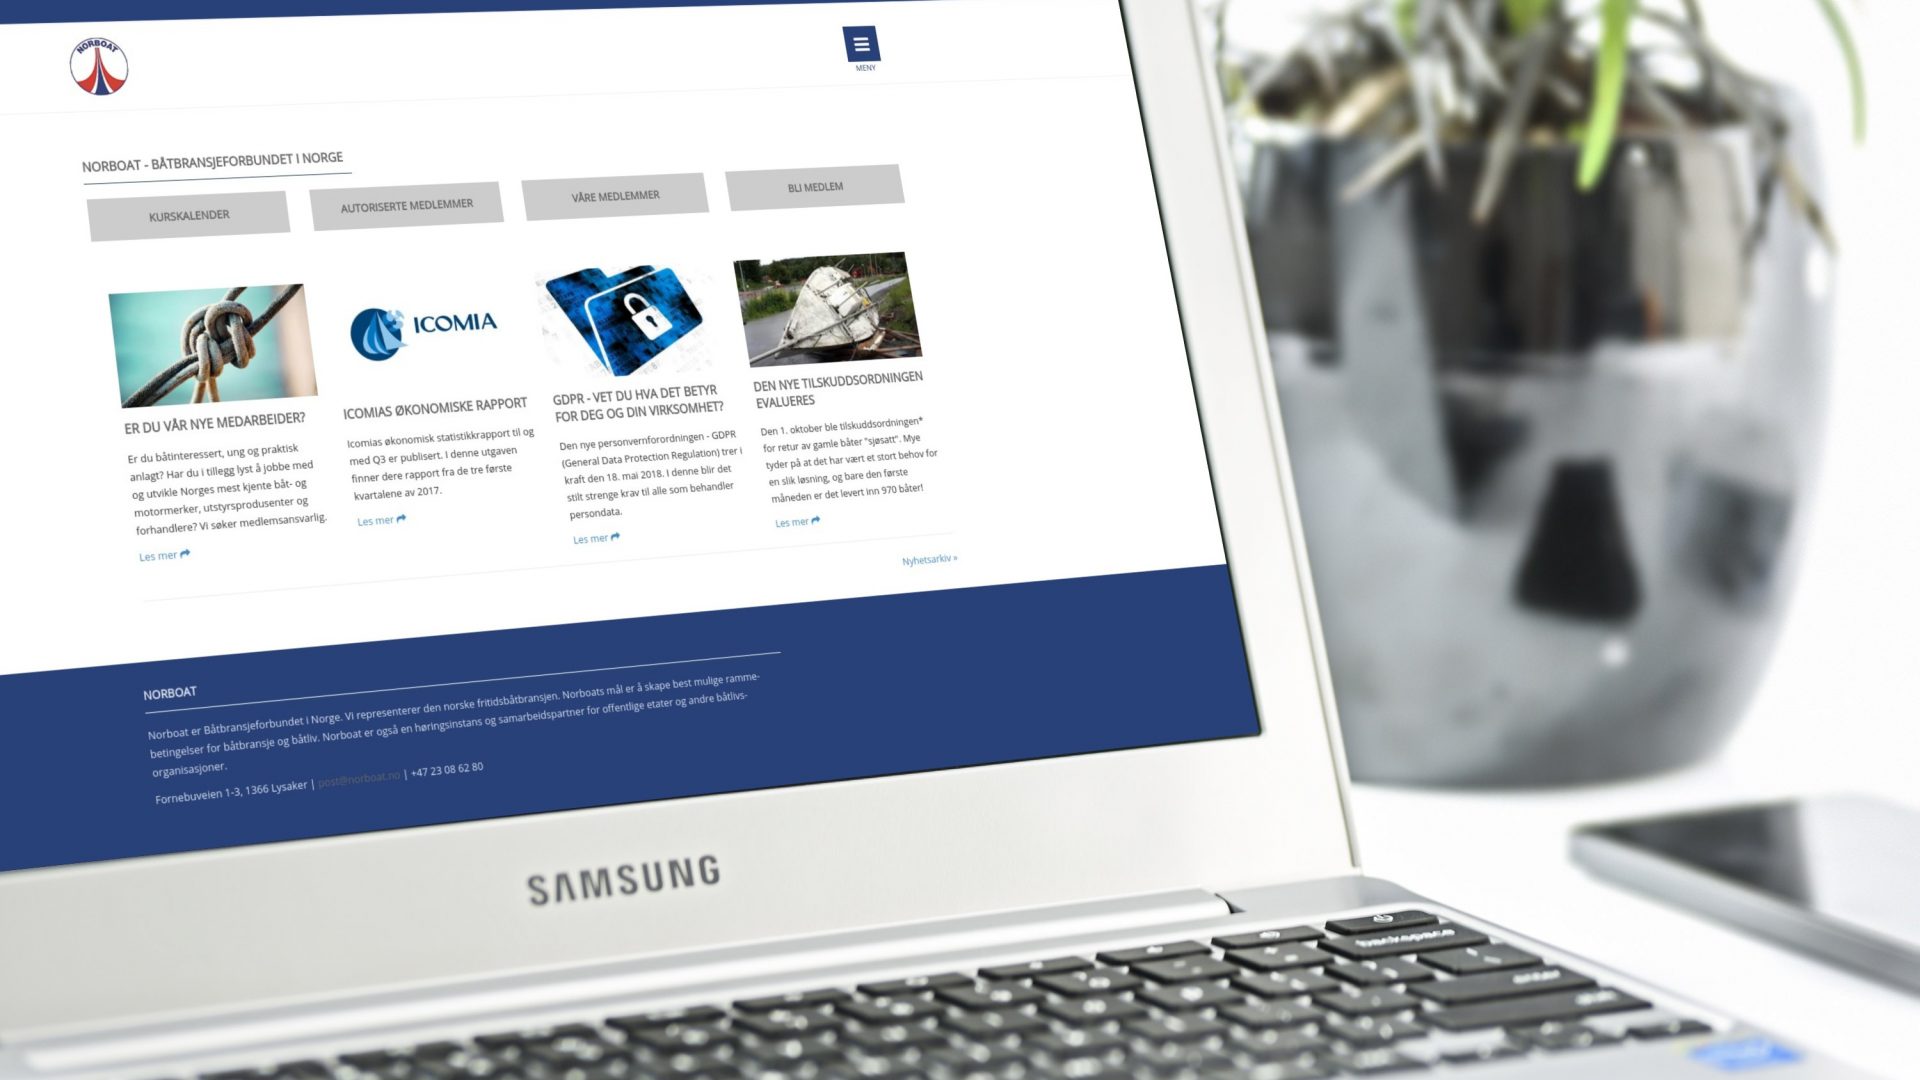 NORBOAT
MENY
NORBOAT - BÅTBRANSJEFORBUNDET I NORGE
KURSKALENDER
AUTORISERTE MEDLEMMER
VÅRE MEDLEMMER
BLI MEDLEM
ICOMIA
ER DU VÅR NYE MEDARBEIDER?
Er du båtinteressert, ung og praktisk
anlagt? Har du i tillegg lyst å jobbe med
og utvikle Norges mest kjente båt- og
motormerker, utstyrsprodusenter og
forhandlere? Vi søker medlemsansvarlig.
Les mer
ICOMIAS ØKONOMISKE RAPPORT
Icomias økonomisk statistikkrapport til og
med Q3 er publisert. I denne utgaven
finner dere rapport fra de tre første
kvartalene av 2017.
Les mer
GDPR - VET DU HVA DET BETYR
FOR DEG OG DIN VIRKSOMHET?
Den nye personvernforordningen - GDPR
(General Data Protection Regulation) trer i
kraft den 18. mai 2018. I denne blir det
stilt strenge krav til alle som behandler
persondata.
Les mer
DEN NYE TILSKUDDSORDNINGEN
EVALUERES
Den 1. oktober ble tilskuddsordningen*
for retur av gamle båter "sjøsatt". Mye
tyder på at det har vært et stort behov for
en slik løsning, og bare den første
måneden er det levert inn 970 båter!
Les mer
Nyhetsarkiv »
NORBOAT
Norboat er Båtbransjeforbundet i Norge. Vi representerer den norske fritidsbåtbransjen. Norboats mål er å skape best mulige ramme-
betingelser for båtbransje og båtliv. Norboat er også en høringsinstans og samarbeidspartner for offentlige etater og andre båtlivs-
organisasjoner.
Fornebuveien 1-3, 1366 Lysaker | post@norboat.no | +47 23 08 62 80
SAMSUNG
backspace
enter